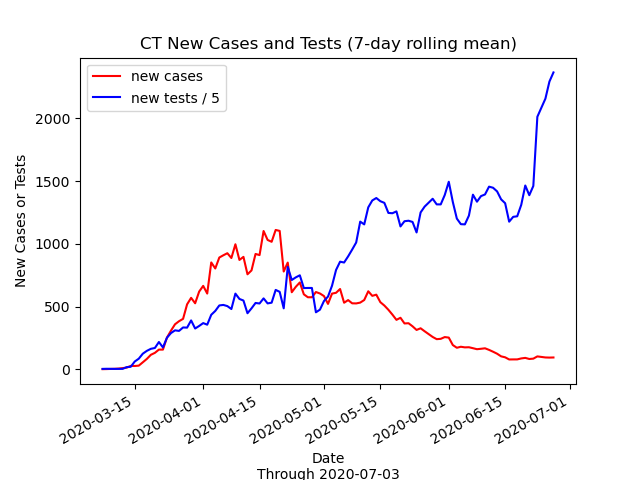 CT New Cases and Tests (7-day rolling mean)
new cases
new tests / 5
New Cases or Tests
2000
1500
1000
500
0
2020-03-15
2020-04-01
2020-04-15
2020-05-01
2020-05-15
2020-06-01
2020-06-15
2020-07-01
Date
Through 2020-07-03